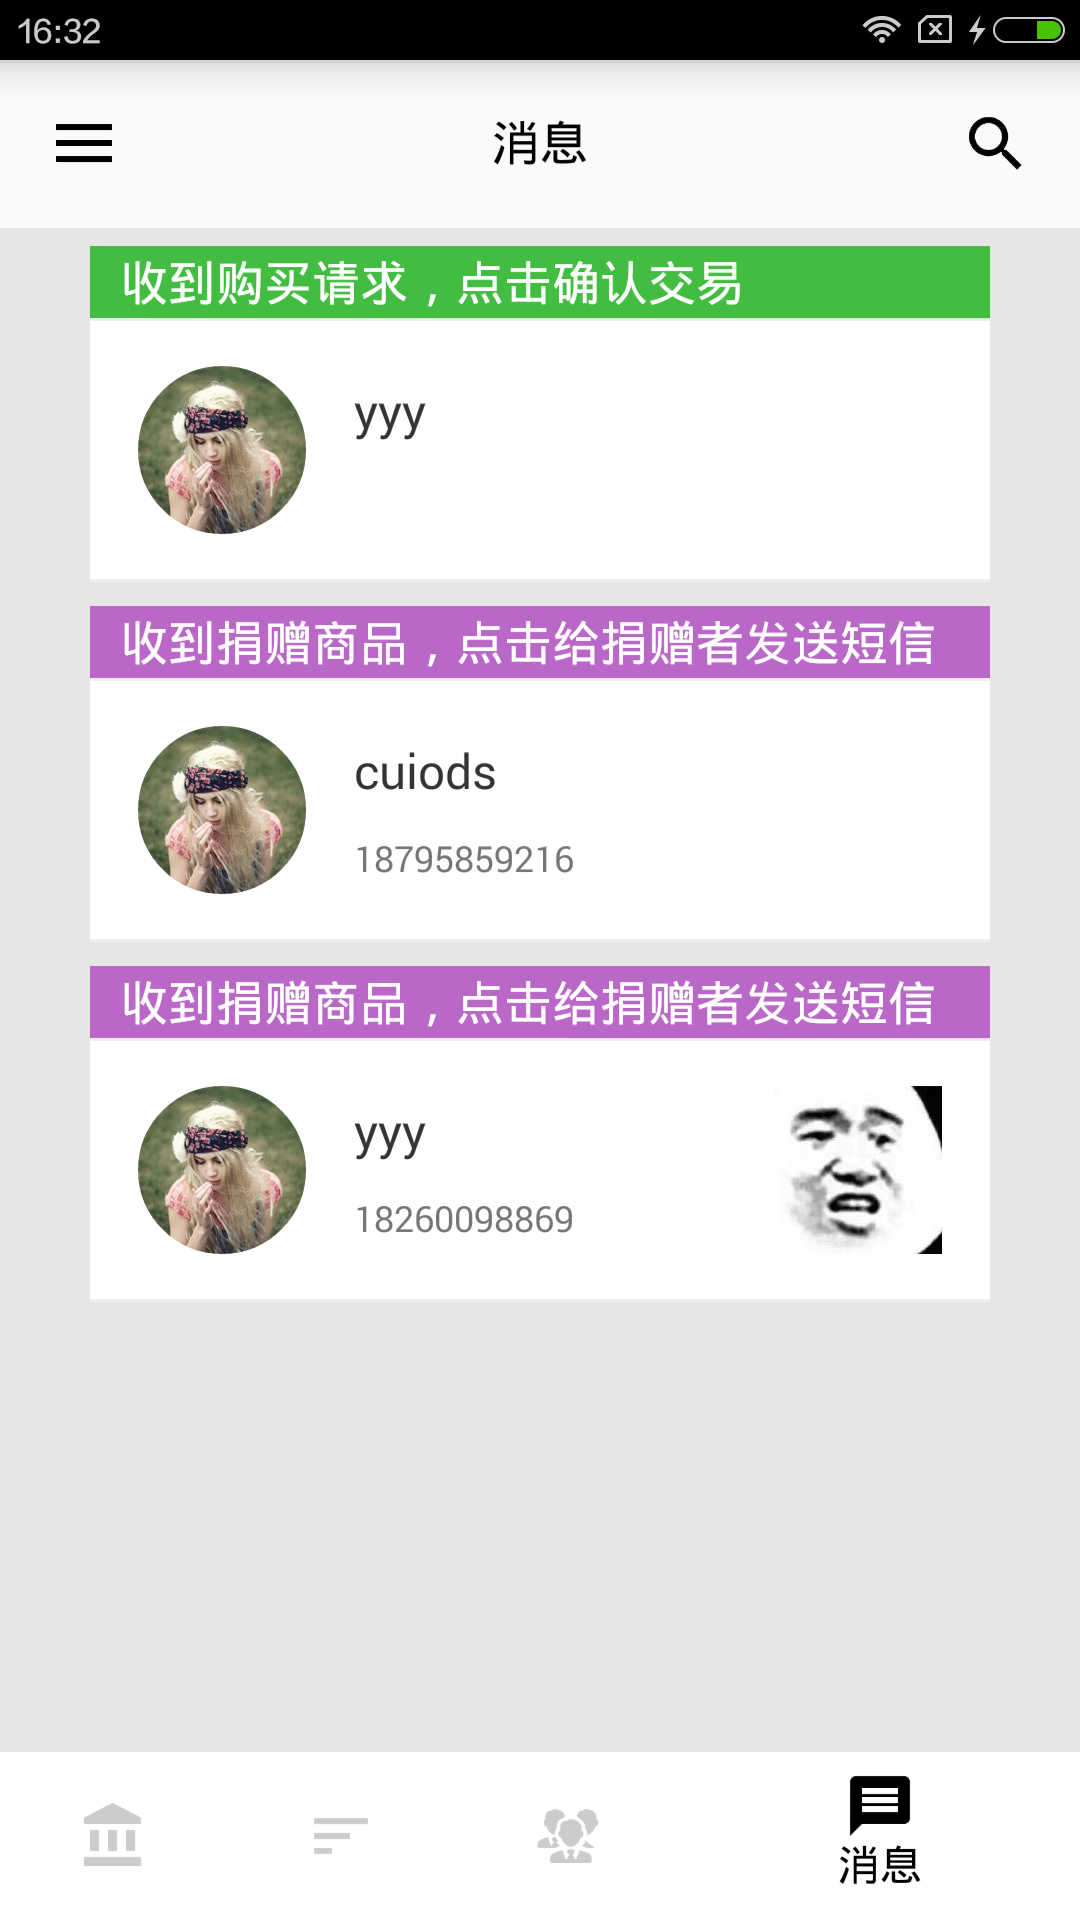 16:32
消息
收到购买请求，点击确认交易
yyy
收到捐赠商品，点击给捐赠者发送短信
cuiods
18795859216
收到捐赠商品，点击给捐赠者发送短信
yyy
18260098869
消息